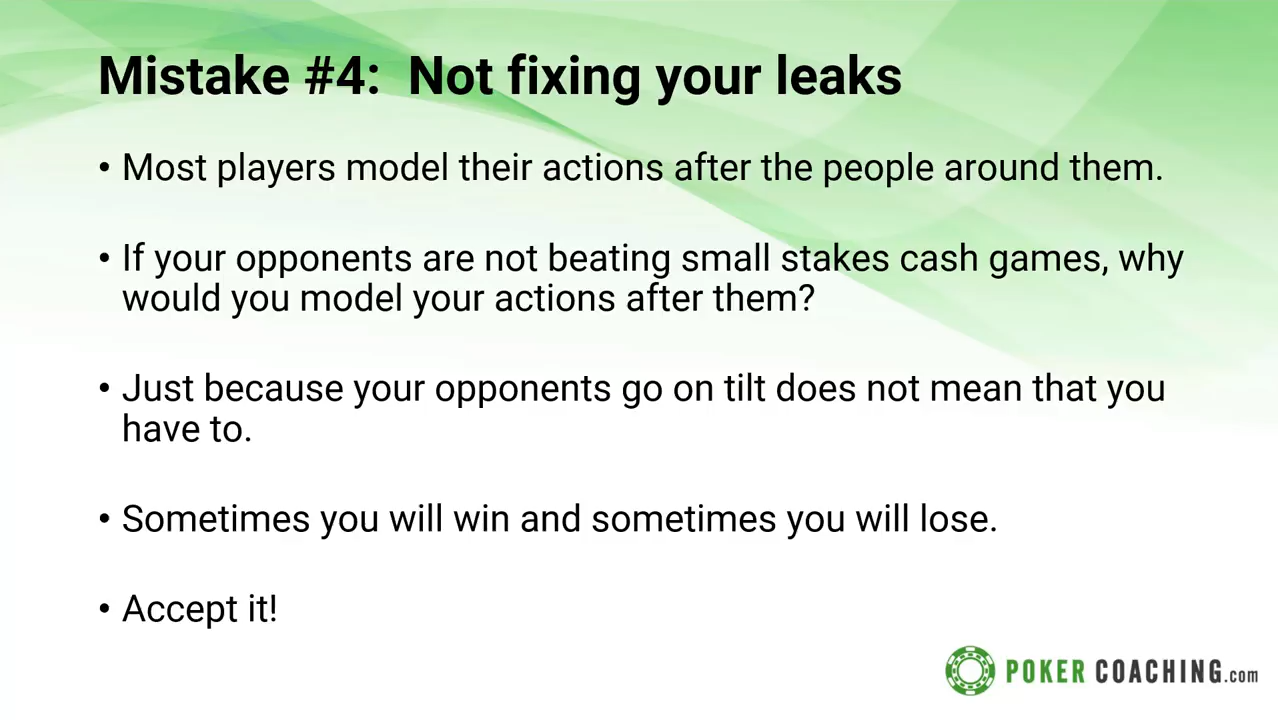 Mistake #4:  Not fixing your leaks
• Most players model their actions after the people around them.
• If your opponents are not beating small stakes cash games, why
would you model your actions after them?
• Just because your opponents go on tilt does not mean that you
have to.
• Sometimes you will win and sometimes you will lose.
• Accept it!
POKER COACHING.com